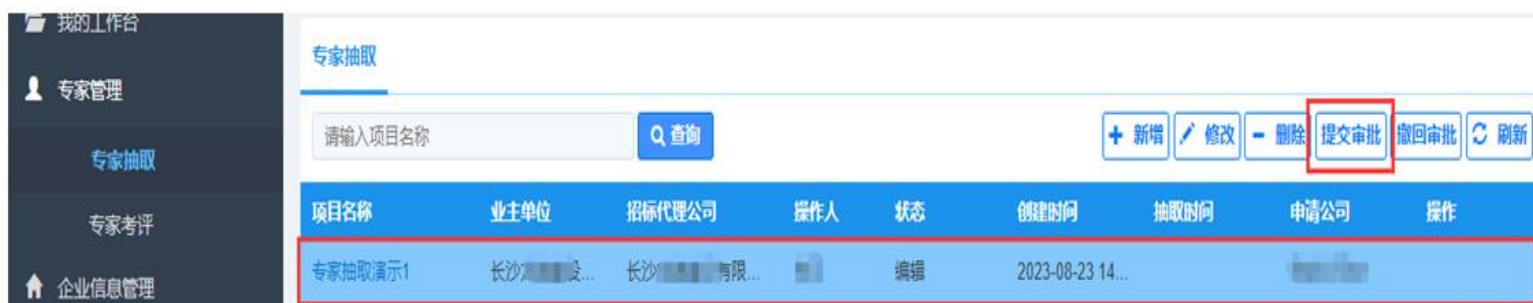 我的工作台
专家管理
专家抽取
专家考评
企业信息管理
专家抽取
请输入项目名称 查询 新增 修改 删除 提交审批 撤回审批 刷新
项目名称 业主单位 招标代理公司 操作人 状态 创建时间 抽取时间 申请公司 操作
专家抽取演示1 长沙 设... 长沙 有限... 编辑 2023-08-23 14...